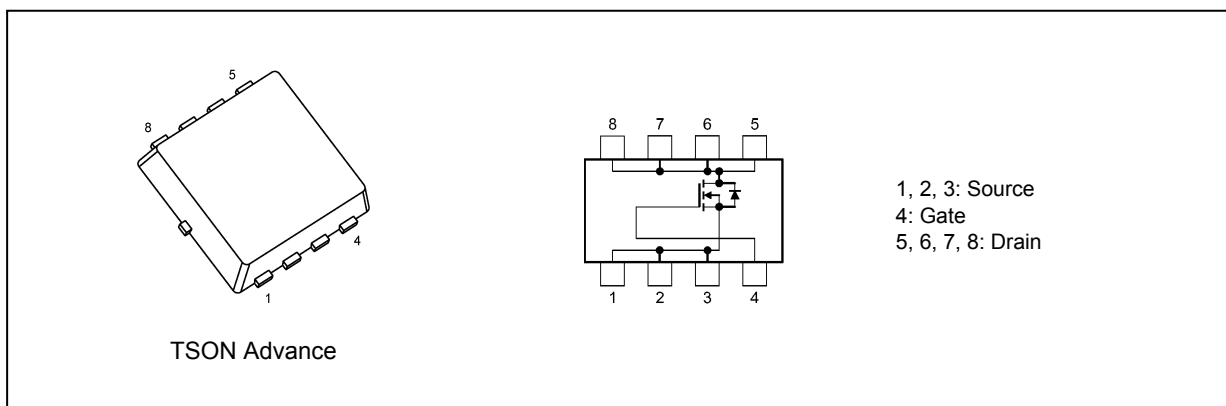 5
8
4
1
TSON Advance
8 7 6 5
1 2 3 4
1, 2, 3: Source
4: Gate
5, 6, 7, 8: Drain